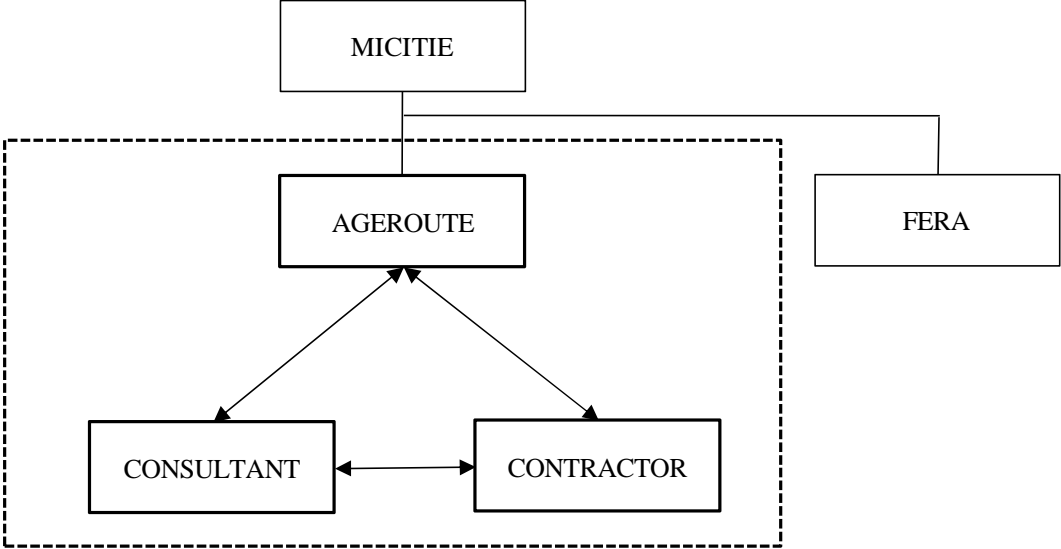 MICITIE
AGEROUTE
FERA
CONSULTANT
CONTRACTOR